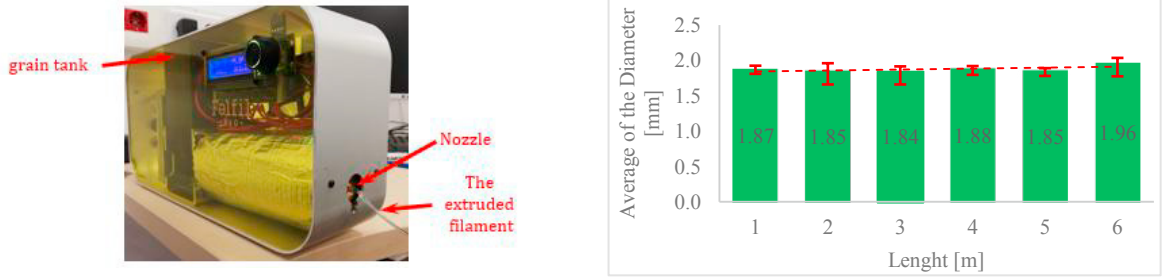 grain tank
Felfil
Nozzle
The
extruded
filament
Average of the Diameter
[mm]
2.5
2.0
1.5
1.0
0.5
0.0
1.87
1.85
1.84
1.88
1.85
1.96
1
2
3
4
5
6
Lenght [m]